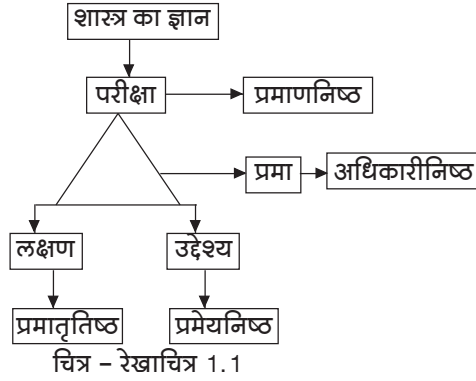 शास्त्र का ज्ञान
परीक्षा
प्रमाणनिष्ठ
प्रमा
अधिकारीनिष्ठ
लक्षण
उद्देश्य
प्रमातृतिष्ठ
प्रमेयनिष्ठ
चित्र – रेखाचित्र 1.1